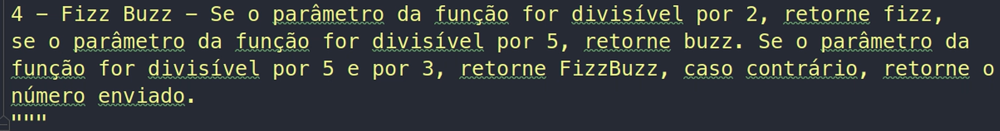 4 – Fizz Buzz – Se o parâmetro da função for divisível por 2, retorne fizz,
se o parâmetro da função for divisível por 5, retorne buzz. Se o parâmetro da
função for divisível por 5 e por 3, retorne FizzBuzz, caso contrário, retorne o
número enviado.
"""